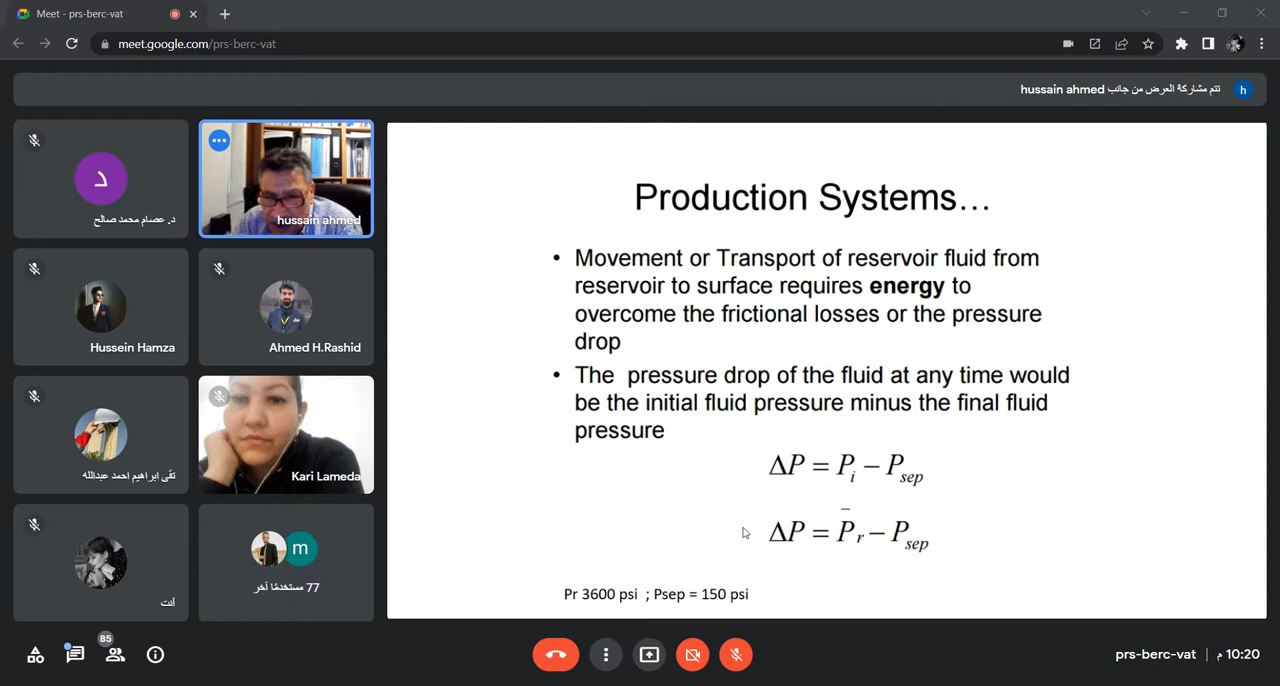 Meet - prs-berc-vat
meet.google.com/prs-berc-vat
تتم مشاركة العرض من جانب hussain ahmed
h
د
د. عصام محمد صالح
hussain ahmed
Hussein Hamza
Ahmed H.Rashid
تقى ابراهيم احمد عبدالله
Kari Lameda
أنت
m
77 مستخدمًا آخر
Production Systems…
• Movement or Transport of reservoir fluid from
reservoir to surface requires energy to
overcome the frictional losses or the pressure
drop
• The pressure drop of the fluid at any time would
be the initial fluid pressure minus the final fluid
pressure
ΔP = Pᵢ − P_sep
ΔP = P̄_r − P_sep
Pr 3600 psi ; Psep = 150 psi
85
prs-berc-vat | 10:20 م